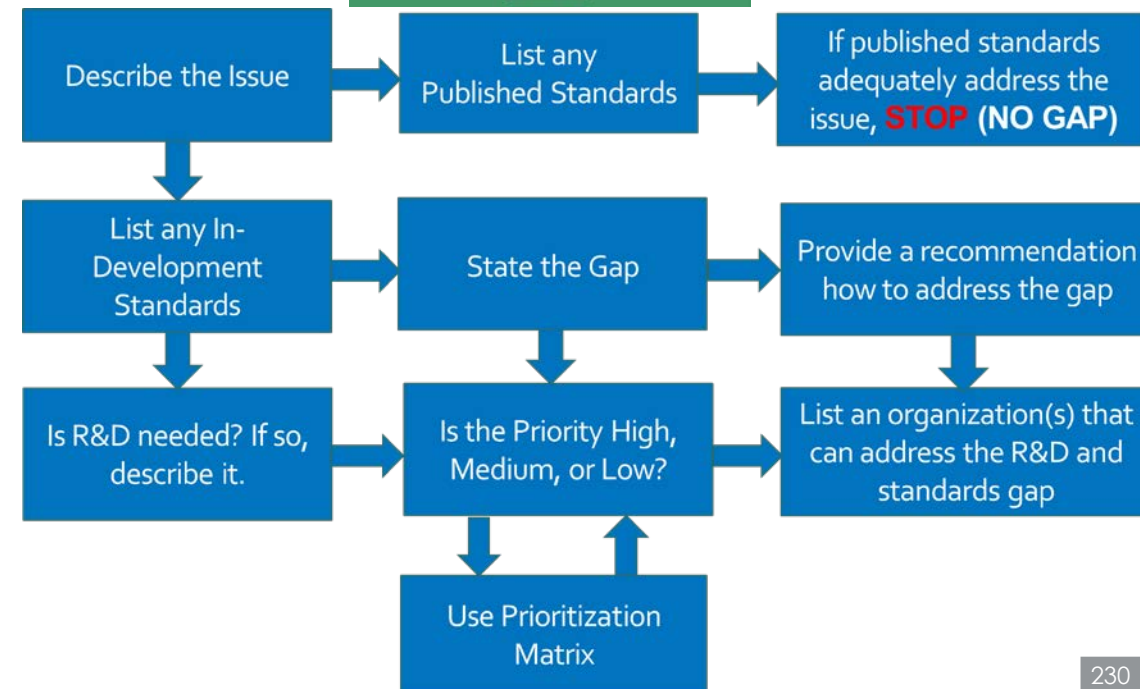 Describe the Issue
List any
Published Standards
If published standards
adequately address the
issue, STOP (NO GAP)
List any In-
Development
Standards
State the Gap
Provide a recommendation
how to address the gap
Is R&D needed? If so,
describe it.
Is the Priority High,
Medium, or Low?
List an organization(s) that
can address the R&D and
standards gap
Use Prioritization
Matrix
230